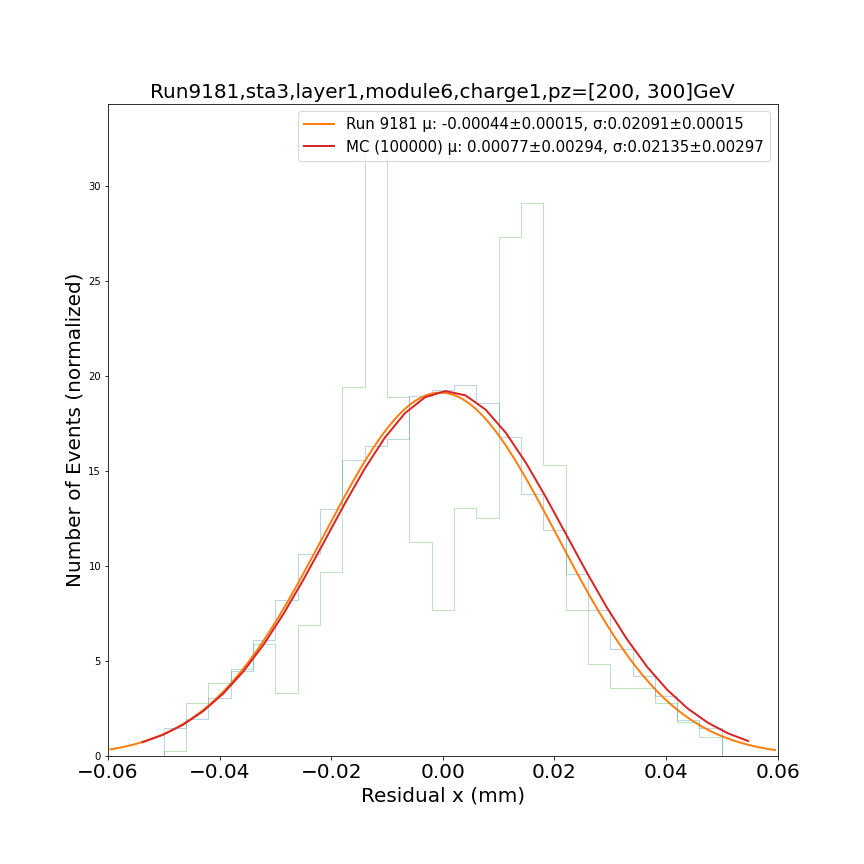 Run9181,sta3,layer1,module6,charge1,pz=[200, 300]GeV
Run 9181 μ: -0.00044±0.00015, σ:0.02091±0.00015
MC (100000) μ: 0.00077±0.00294, σ:0.02135±0.00297
Number of Events (normalized)
30
25
20
15
10
5
0
−0.06 −0.04 −0.02 0.00 0.02 0.04 0.06
Residual x (mm)